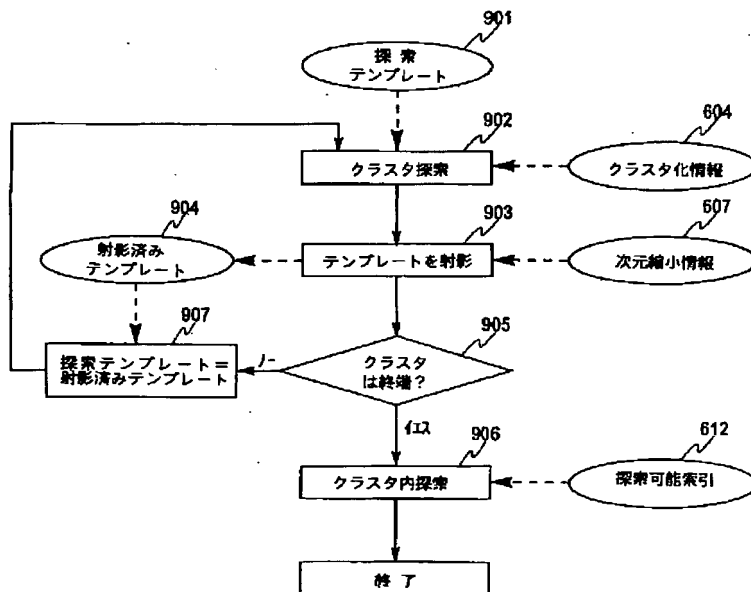 901
探 索
テンプレート
902
クラスタ探索
604
クラスタ化情報
904
射影済み
テンプレート
903
テンプレートを射影
607
次元縮小情報
907
探索テンプレート＝
射影済みテンプレート
ノー
905
クラスタ
は終端？
イエス
906
クラスタ内探索
612
探索可能索引
終 了